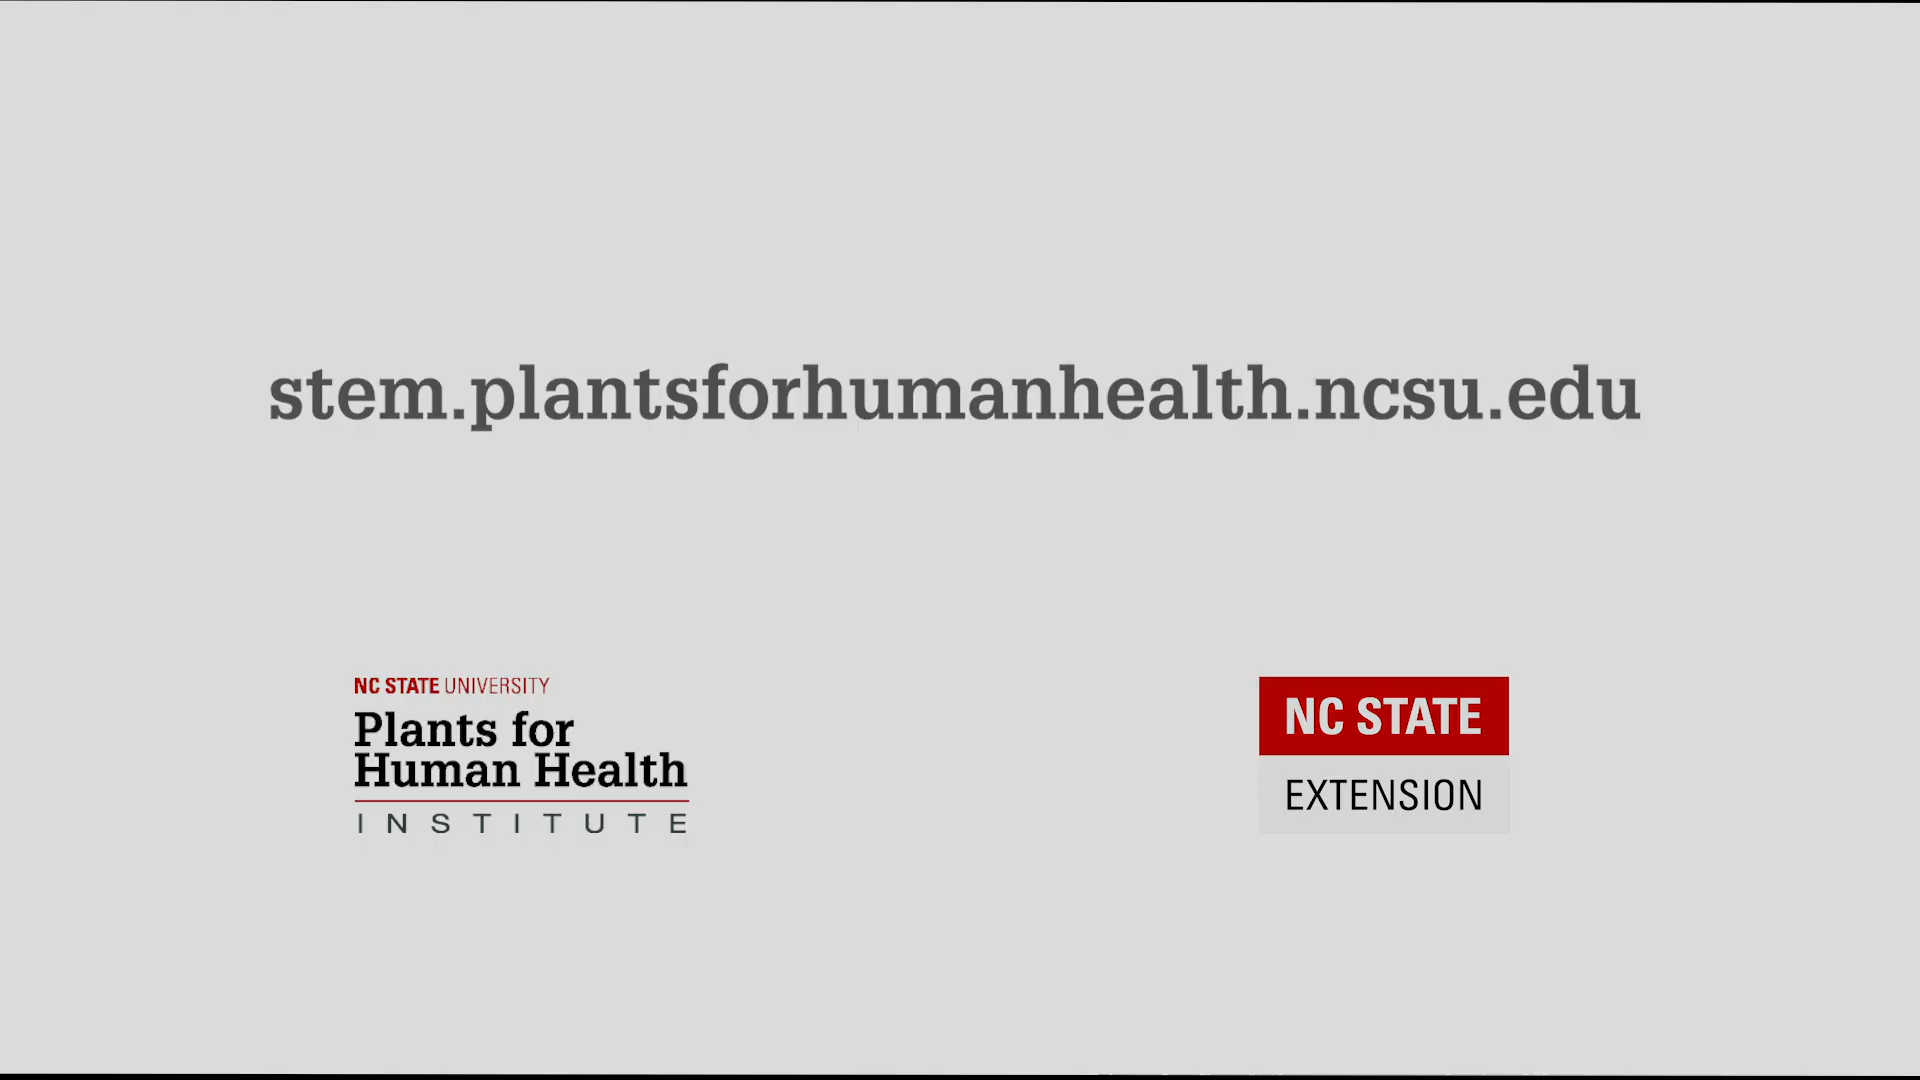 stem.plantsforhumanhealth.ncsu.edu
NC STATE UNIVERSITY
Plants for
Human Health
INSTITUTE
NC STATE
EXTENSION